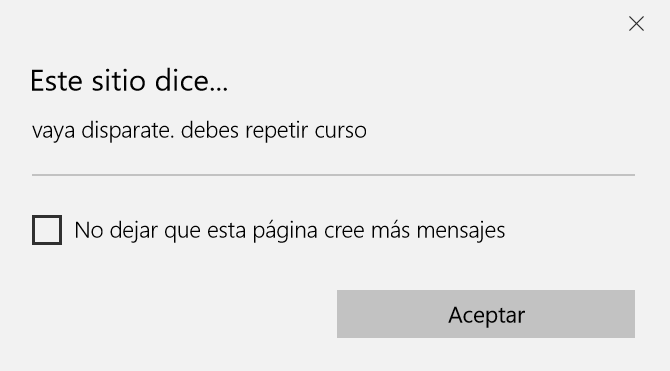 Este sitio dice...
vaya disparate. debes repetir curso
No dejar que esta página cree más mensajes
Aceptar